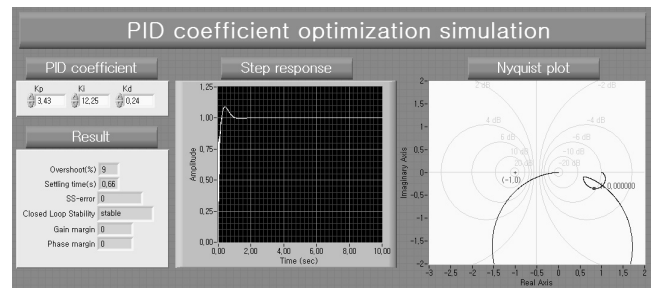 PID coefficient optimization simulation
PID coefficient
Kp Ki Kd
3,43 12,25 0,24
Result
Overshoot(%) 9
Settling time(s) 0,66
SS-error 0
Closed Loop Stability stable
Gain margin 0
Phase margin 0
Step response
Amplitude
1,25-
1,00-
0,75-
0,50-
0,25-
0,00-
0,00 2,00 4,00 6,00 8,00 10,00
Time (sec)
Nyquist plot
Imaginary Axis
2 dB -2 dB
4 dB -4 dB
6 dB -6 dB
10 dB -10 dB
20 dB -20 dB
(-1.0)
0,000000
2-
1,5-
1-
0,5-
0-
-0,5-
-1-
-1,5-
-2-
-3 -2,5 -2 -1,5 -1 -0,5 0 0,5 1 1,5 2
Real Axis